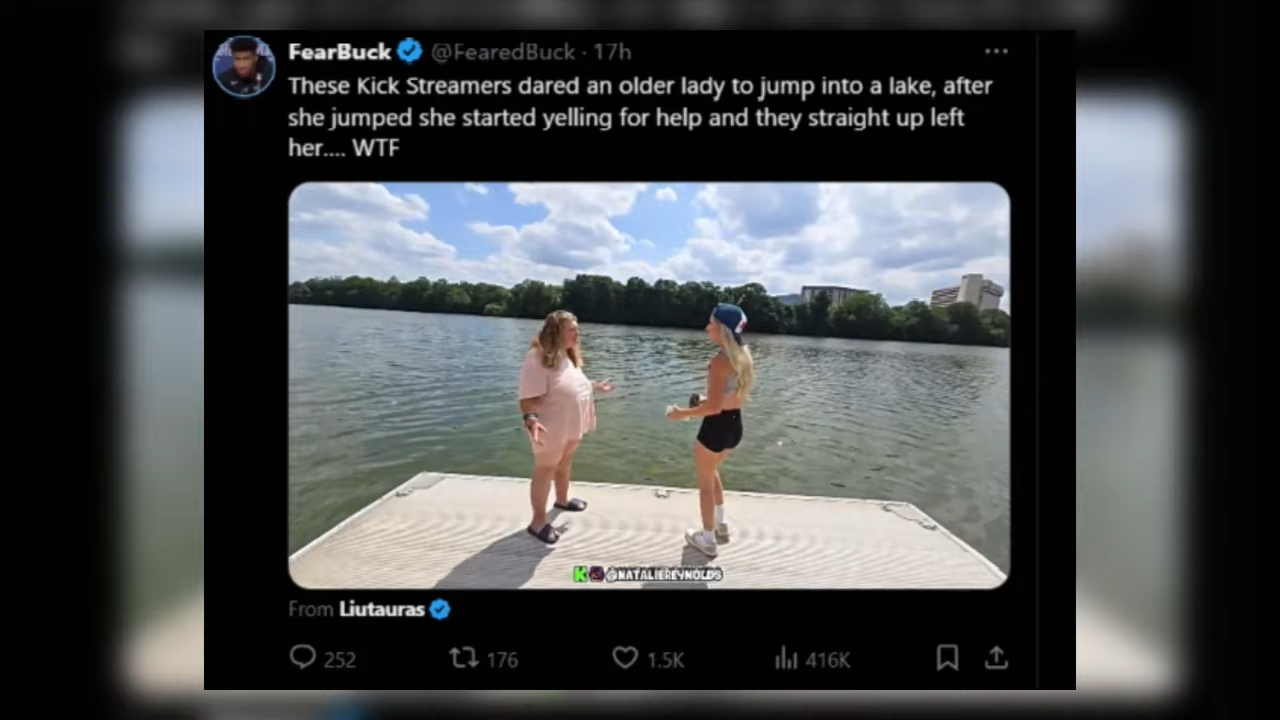 FearBuck @FearedBuck · 17h
These Kick Streamers dared an older lady to jump into a lake, after
she jumped she started yelling for help and they straight up left
her.... WTF
@NATALIEREYNOLDS
From Liutauras
252 176 1.5K 416K